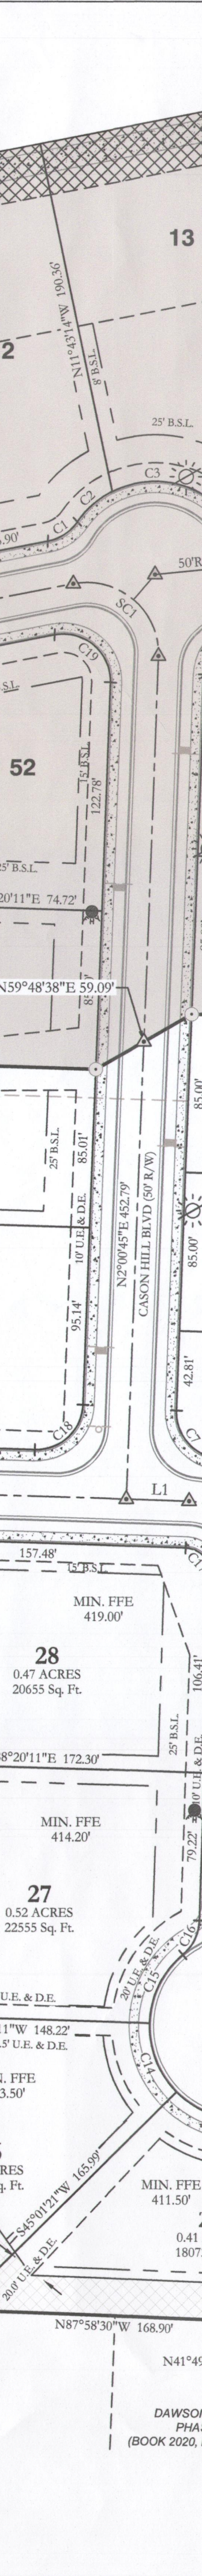 13
2
N11°43'14"W 190.36'
8' B.S.L.
25' B.S.L.
C3
C2
C1
.90'
50'R
SC1
C19
S.L.
15' B.S.L.
52
122.78'
25' B.S.L.
20'11"E 74.72'
N59°48'38"E 59.09'
85.00'
25' B.S.L.
85.01'
10' U.E. & D.E.
N2°00'45"E 452.79'
CASON HILL BLVD (50' R/W)
85.00'
95.14'
42.81'
C18
C7
L1
157.48'
15' B.S.L.
MIN. FFE
419.00'
28
0.47 ACRES
20655 Sq. Ft.
106.41'
25' B.S.L.
10' U.E. & D.E.
8°20'11"E 172.30'
MIN. FFE
414.20'
79.22'
27
0.52 ACRES
22555 Sq. Ft.
C16
20' U.E. & D.E.
C15
U.E. & D.E.
11"W 148.22'
5' U.E. & D.E.
C14
. FFE
3.50'
RES
q. Ft.
S45°01'21"W 165.99'
20.0' U.E. & D.E.
MIN. FFE
411.50'
0.41
1807
N87°58'30"W 168.90'
N41°49
DAWSO
PHAS
(BOOK 2020,